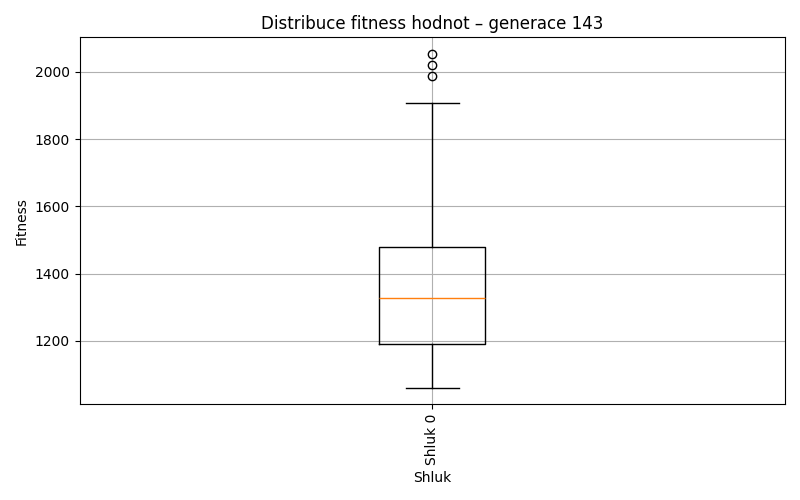 Distribuce fitness hodnot – generace 143
2000
1800
1600
1400
1200
Fitness
Shluk 0
Shluk